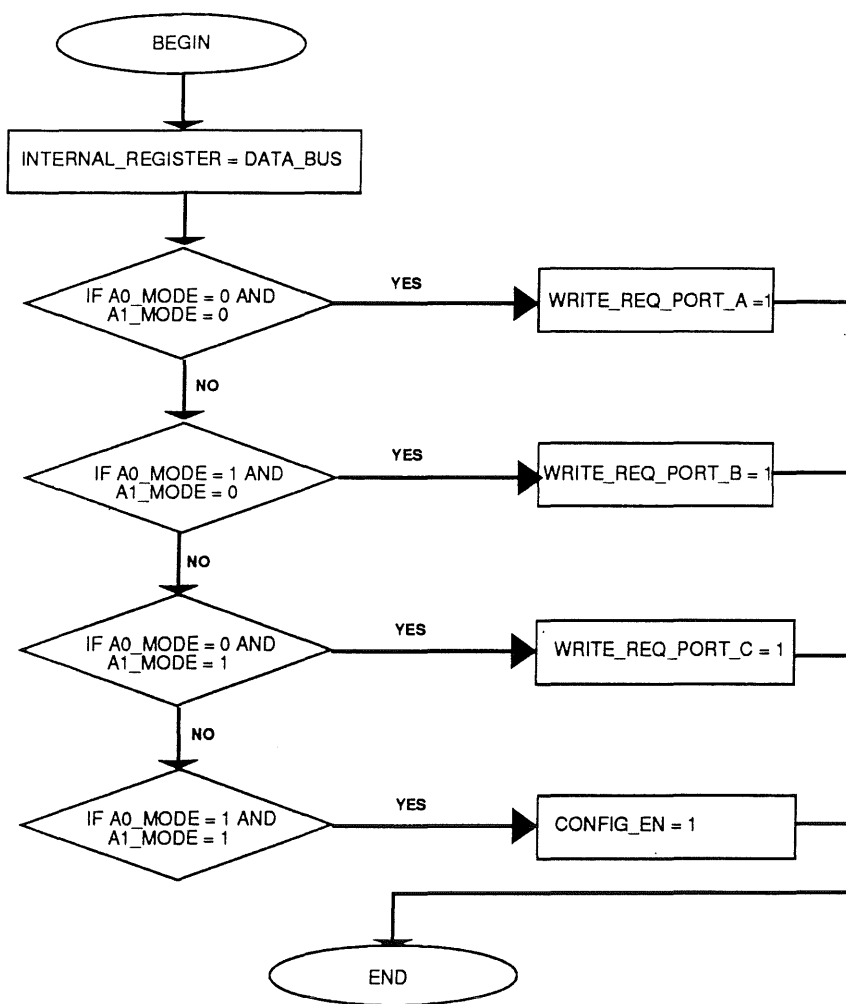 BEGIN
INTERNAL_REGISTER = DATA_BUS
IF A0_MODE = 0 AND
A1_MODE = 0
YES
WRITE_REQ_PORT_A =1
NO
IF A0_MODE = 1 AND
A1_MODE = 0
YES
WRITE_REQ_PORT_B = 1
NO
IF A0_MODE = 0 AND
A1_MODE = 1
YES
WRITE_REQ_PORT_C = 1
NO
IF A0_MODE = 1 AND
A1_MODE = 1
YES
CONFIG_EN = 1
END